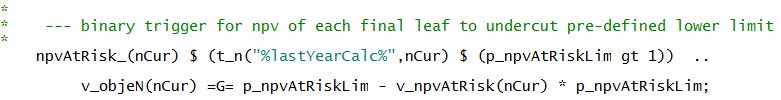 *
*     --- binary trigger for npv of each final leaf to undercut pre-defined lower limit
*
npvAtRisk_(nCur) $ (t_n("%lastYearCalc%",nCur) $ (p_npvAtRiskLim gt 1))  ..
v_objeN(nCur) =G= p_npvAtRiskLim - v_npvAtRisk(nCur) * p_npvAtRiskLim;